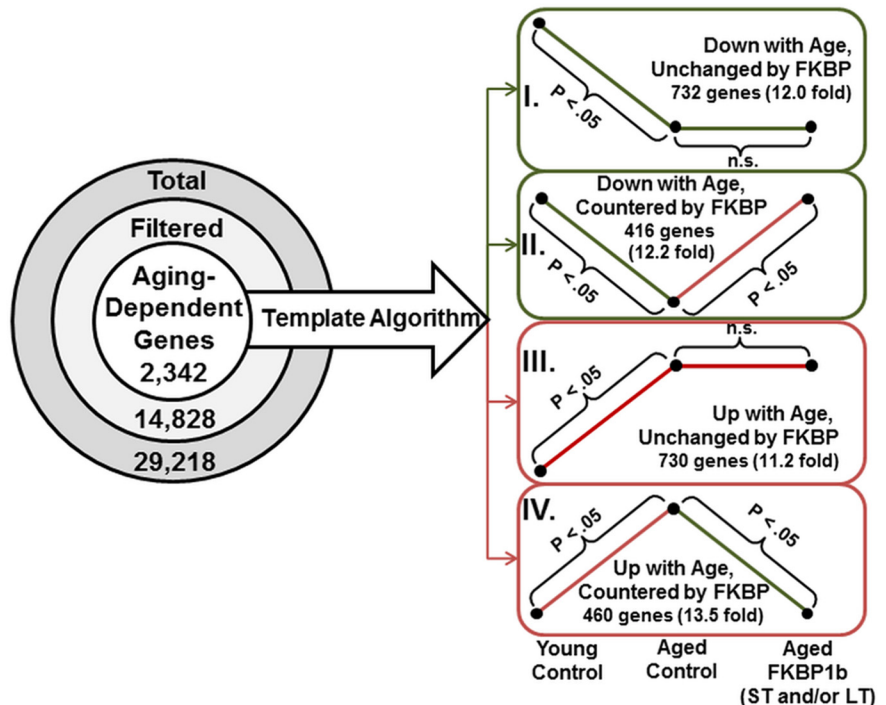 Total
Filtered
Aging-
Dependent
Genes
2,342
14,828
29,218
Template Algorithm
I.
P < .05
Down with Age,
Unchanged by FKBP
732 genes (12.0 fold)
n.s.
II.
Down with Age,
Countered by FKBP
416 genes
(12.2 fold)
P < .05
P < .05
III.
P < .05
n.s.
Up with Age,
Unchanged by FKBP
730 genes (11.2 fold)
IV.
P < .05
P < .05
Up with Age,
Countered by FKBP
460 genes (13.5 fold)
Young
Control
Aged
Control
Aged
FKBP1b
(ST and/or LT)